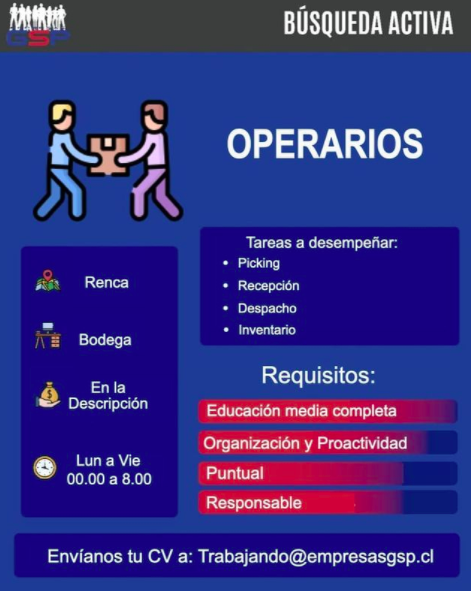 GSP
BÚSQUEDA ACTIVA
OPERARIOS
Renca
Bodega
En la
Descripción
Lun a Vie
00.00 a 8.00
Tareas a desempeñar:
• Picking
• Recepción
• Despacho
• Inventario
Requisitos:
Educación media completa
Organización y Proactividad
Puntual
Responsable
Envíanos tu CV a: Trabajando@empresasgsp.cl